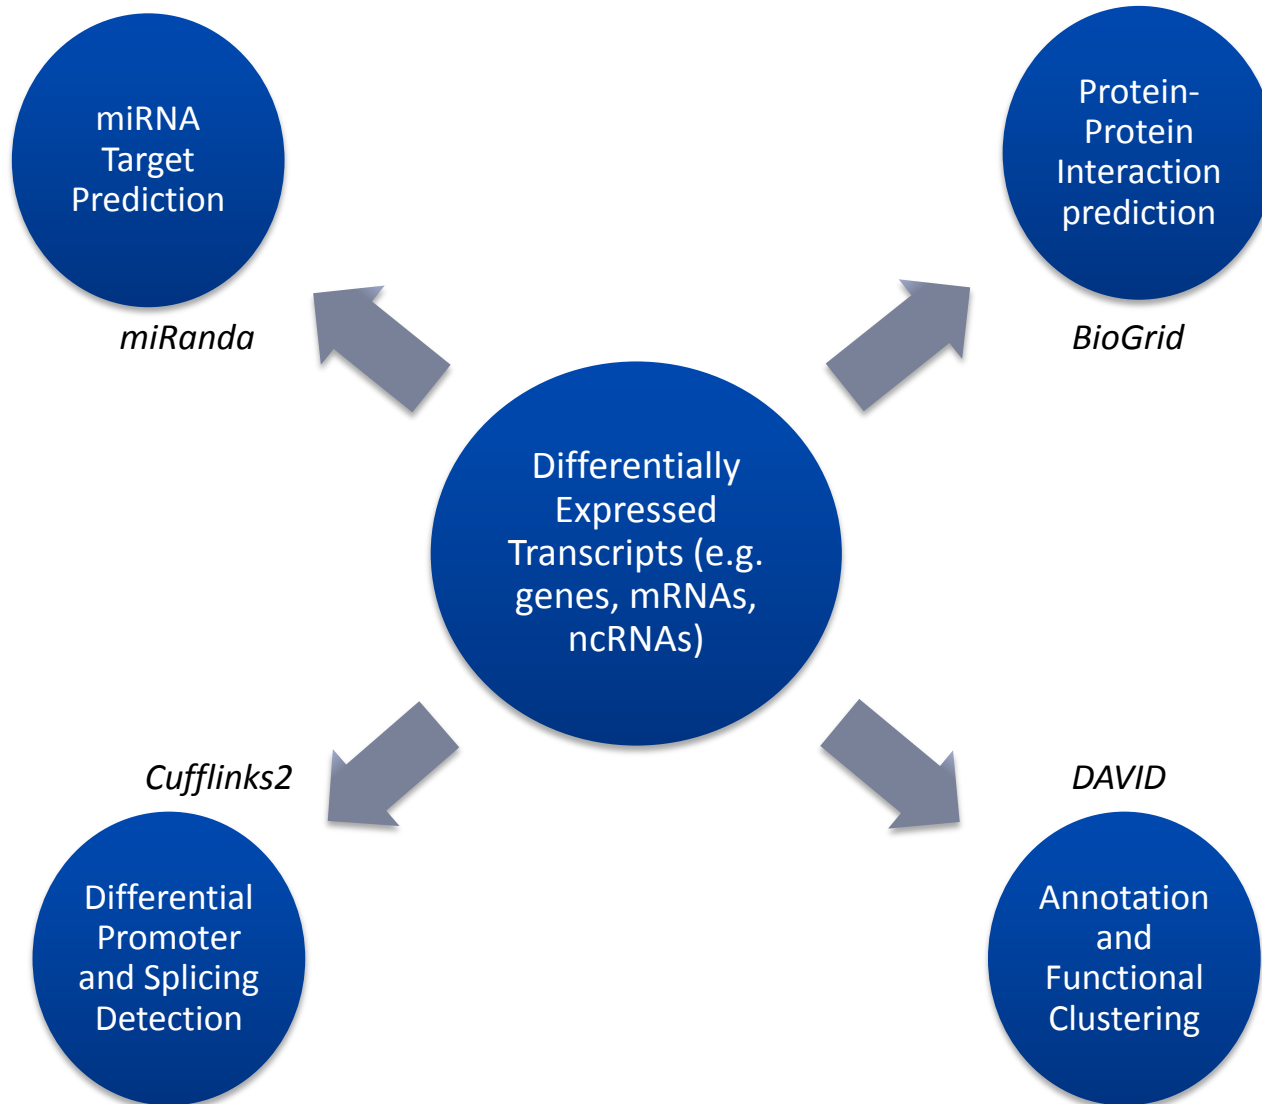 miRNA
Target
Prediction
miRanda
Protein-
Protein
Interaction
prediction
BioGrid
Differentially
Expressed
Transcripts (e.g.
genes, mRNAs,
ncRNAs)
Cufflinks2
Differential
Promoter
and Splicing
Detection
DAVID
Annotation
and
Functional
Clustering